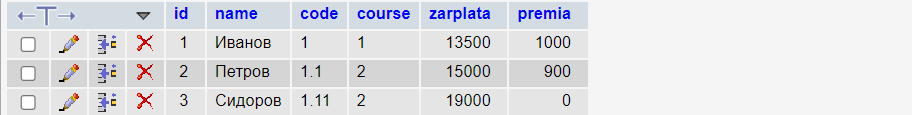 id name code course zarplata premia
1 Иванов 1 1 13500 1000
2 Петров 1.1 2 15000 900
3 Сидоров 1.11 2 19000 0